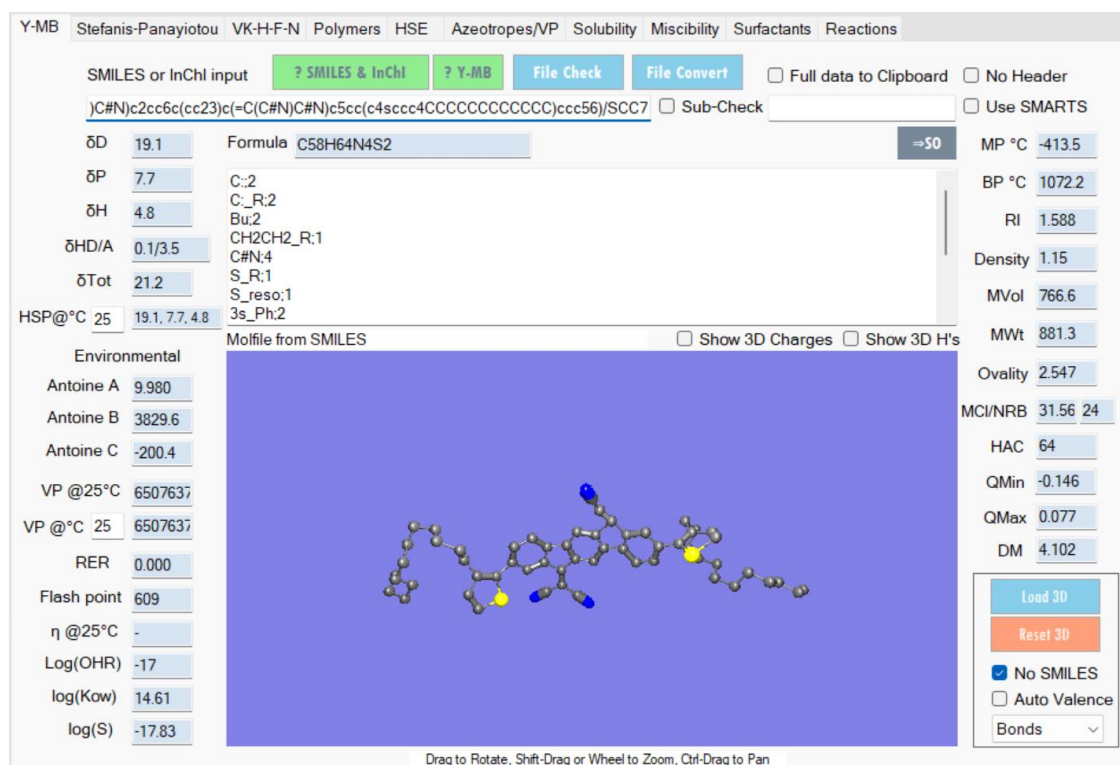 Y-MB Stefanis-Panayiotou VK-H-F-N Polymers HSE Azeotropes/VP Solubility Miscibility Surfactants Reactions
SMILES or InChI input ? SMILES & InChI ? Y-MB File Check File Convert Full data to Clipboard No Header
)C#N)c2cc6c(cc23)c(=C(C#N)C#N)c5cc(c4sccc4CCCCCCCCCCCC)ccc56)/SCC7 Sub-Check Use SMARTS
δD 19.1 Formula C58H64N4S2 ⇒SO MP °C -413.5
δP 7.7 C:;2 BP °C 1072.2
C:_R;2
δH 4.8 Bu;2 RI 1.588
CH2CH2_R;1
δHD/A 0.1/3.5 C#N;4 Density 1.15
S_R;1
δTot 21.2 S_reso;1 MVol 766.6
HSP@°C 25 19.1, 7.7, 4.8 3s_Ph;2
Molfile from SMILES Show 3D Charges Show 3D H's MWt 881.3
Environmental
Ovality 2.547
Antoine A 9.980
Antoine B 3829.6 MCI/NRB 31.56 24
Antoine C -200.4 HAC 64
VP @25°C 6507637 QMin -0.146
VP @°C 25 6507637 QMax 0.077
RER 0.000 DM 4.102
Flash point 609 Load 3D
η @25°C - Reset 3D
Log(OHR) -17 No SMILES
log(Kow) 14.61 Auto Valence
log(S) -17.83 Bonds
Drag to Rotate, Shift-Drag or Wheel to Zoom, Ctrl-Drag to Pan